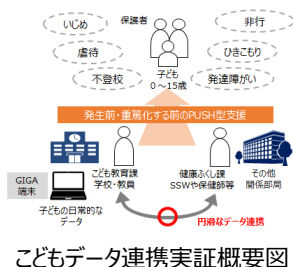 いじめ
保護者
非行
虐待
ひきこもり
不登校
子ども
0～15歳
発達障がい
発生前・重篤化する前のPUSH型支援
こども教育課
学校・教員
健康ふくし課
SSWや保健師等
その他
関係部局
GIGA
端末
子どもの日常的な
データ
円滑なデータ連携
こどもデータ連携実証概要図